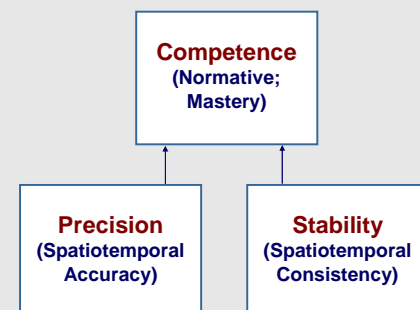 Competence
(Normative;
Mastery)
Precision
(Spatiotemporal
Accuracy)
Stability
(Spatiotemporal
Consistency)